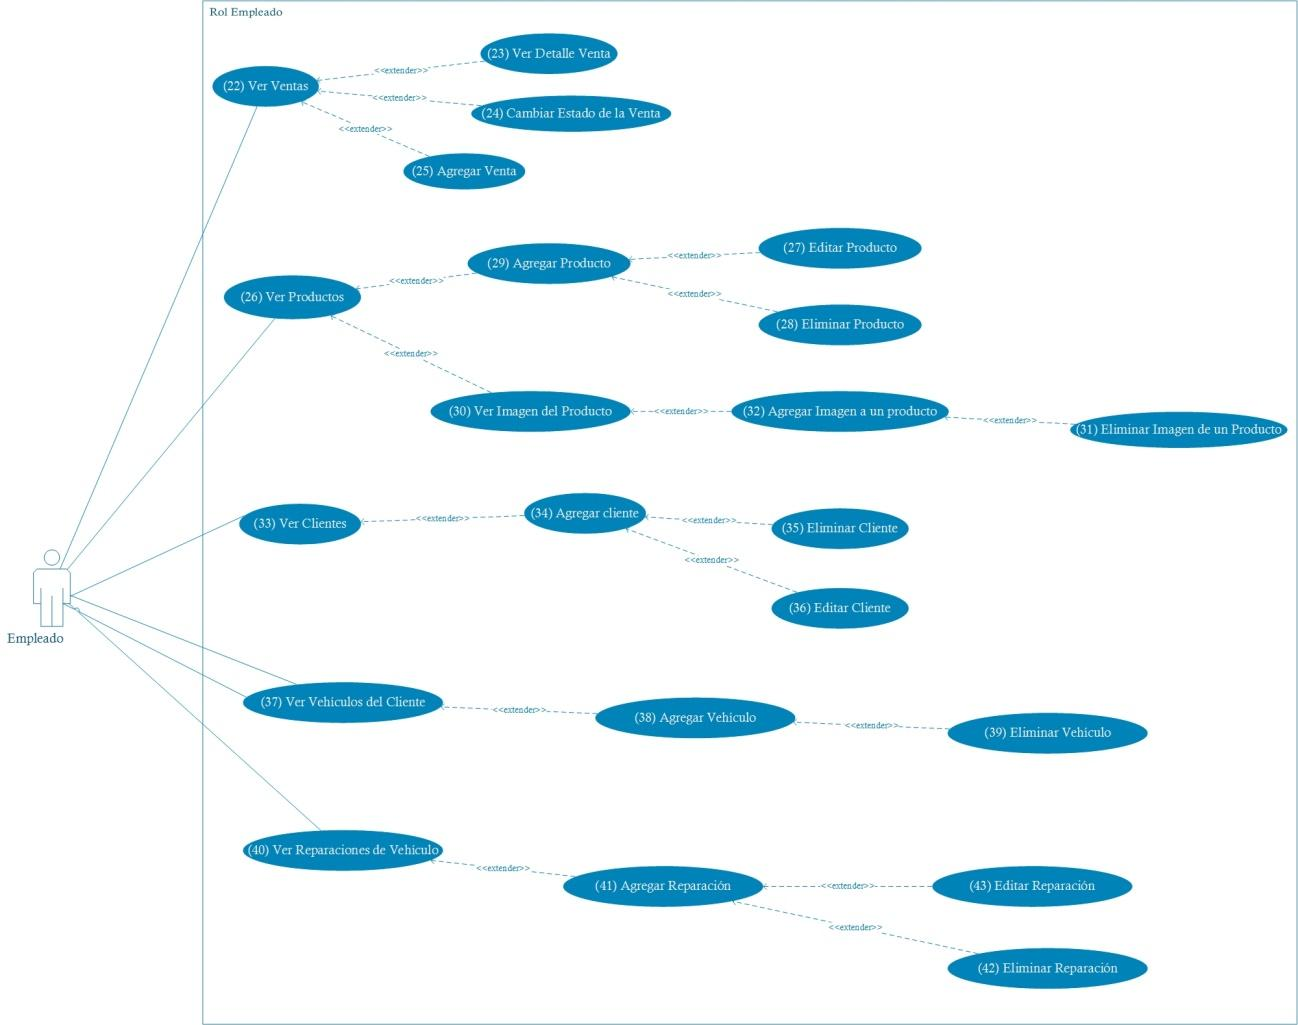 Rol Empleado
(23) Ver Detalle Venta
<<extender>>
(22) Ver Ventas
<<extender>>
(24) Cambiar Estado de la Venta
<<extender>>
(25) Agregar Venta
(27) Editar Producto
<<extender>>
(29) Agregar Producto
<<extender>>
<<extender>>
(26) Ver Productos
(28) Eliminar Producto
<<extender>>
(30) Ver Imagen del Producto
<<extender>>
(32) Agregar Imagen a un producto
<<extender>>
(31) Eliminar Imagen de un Producto
(33) Ver Clientes
<<extender>>
(34) Agregar cliente
<<extender>>
(35) Eliminar Cliente
<<extender>>
(36) Editar Cliente
Empleado
(37) Ver Vehículos del Cliente
<<extender>>
(38) Agregar Vehículo
<<extender>>
(39) Eliminar Vehículo
(40) Ver Reparaciones de Vehículo
<<extender>>
(41) Agregar Reparación
<<extender>>
(43) Editar Reparación
<<extender>>
(42) Eliminar Reparación